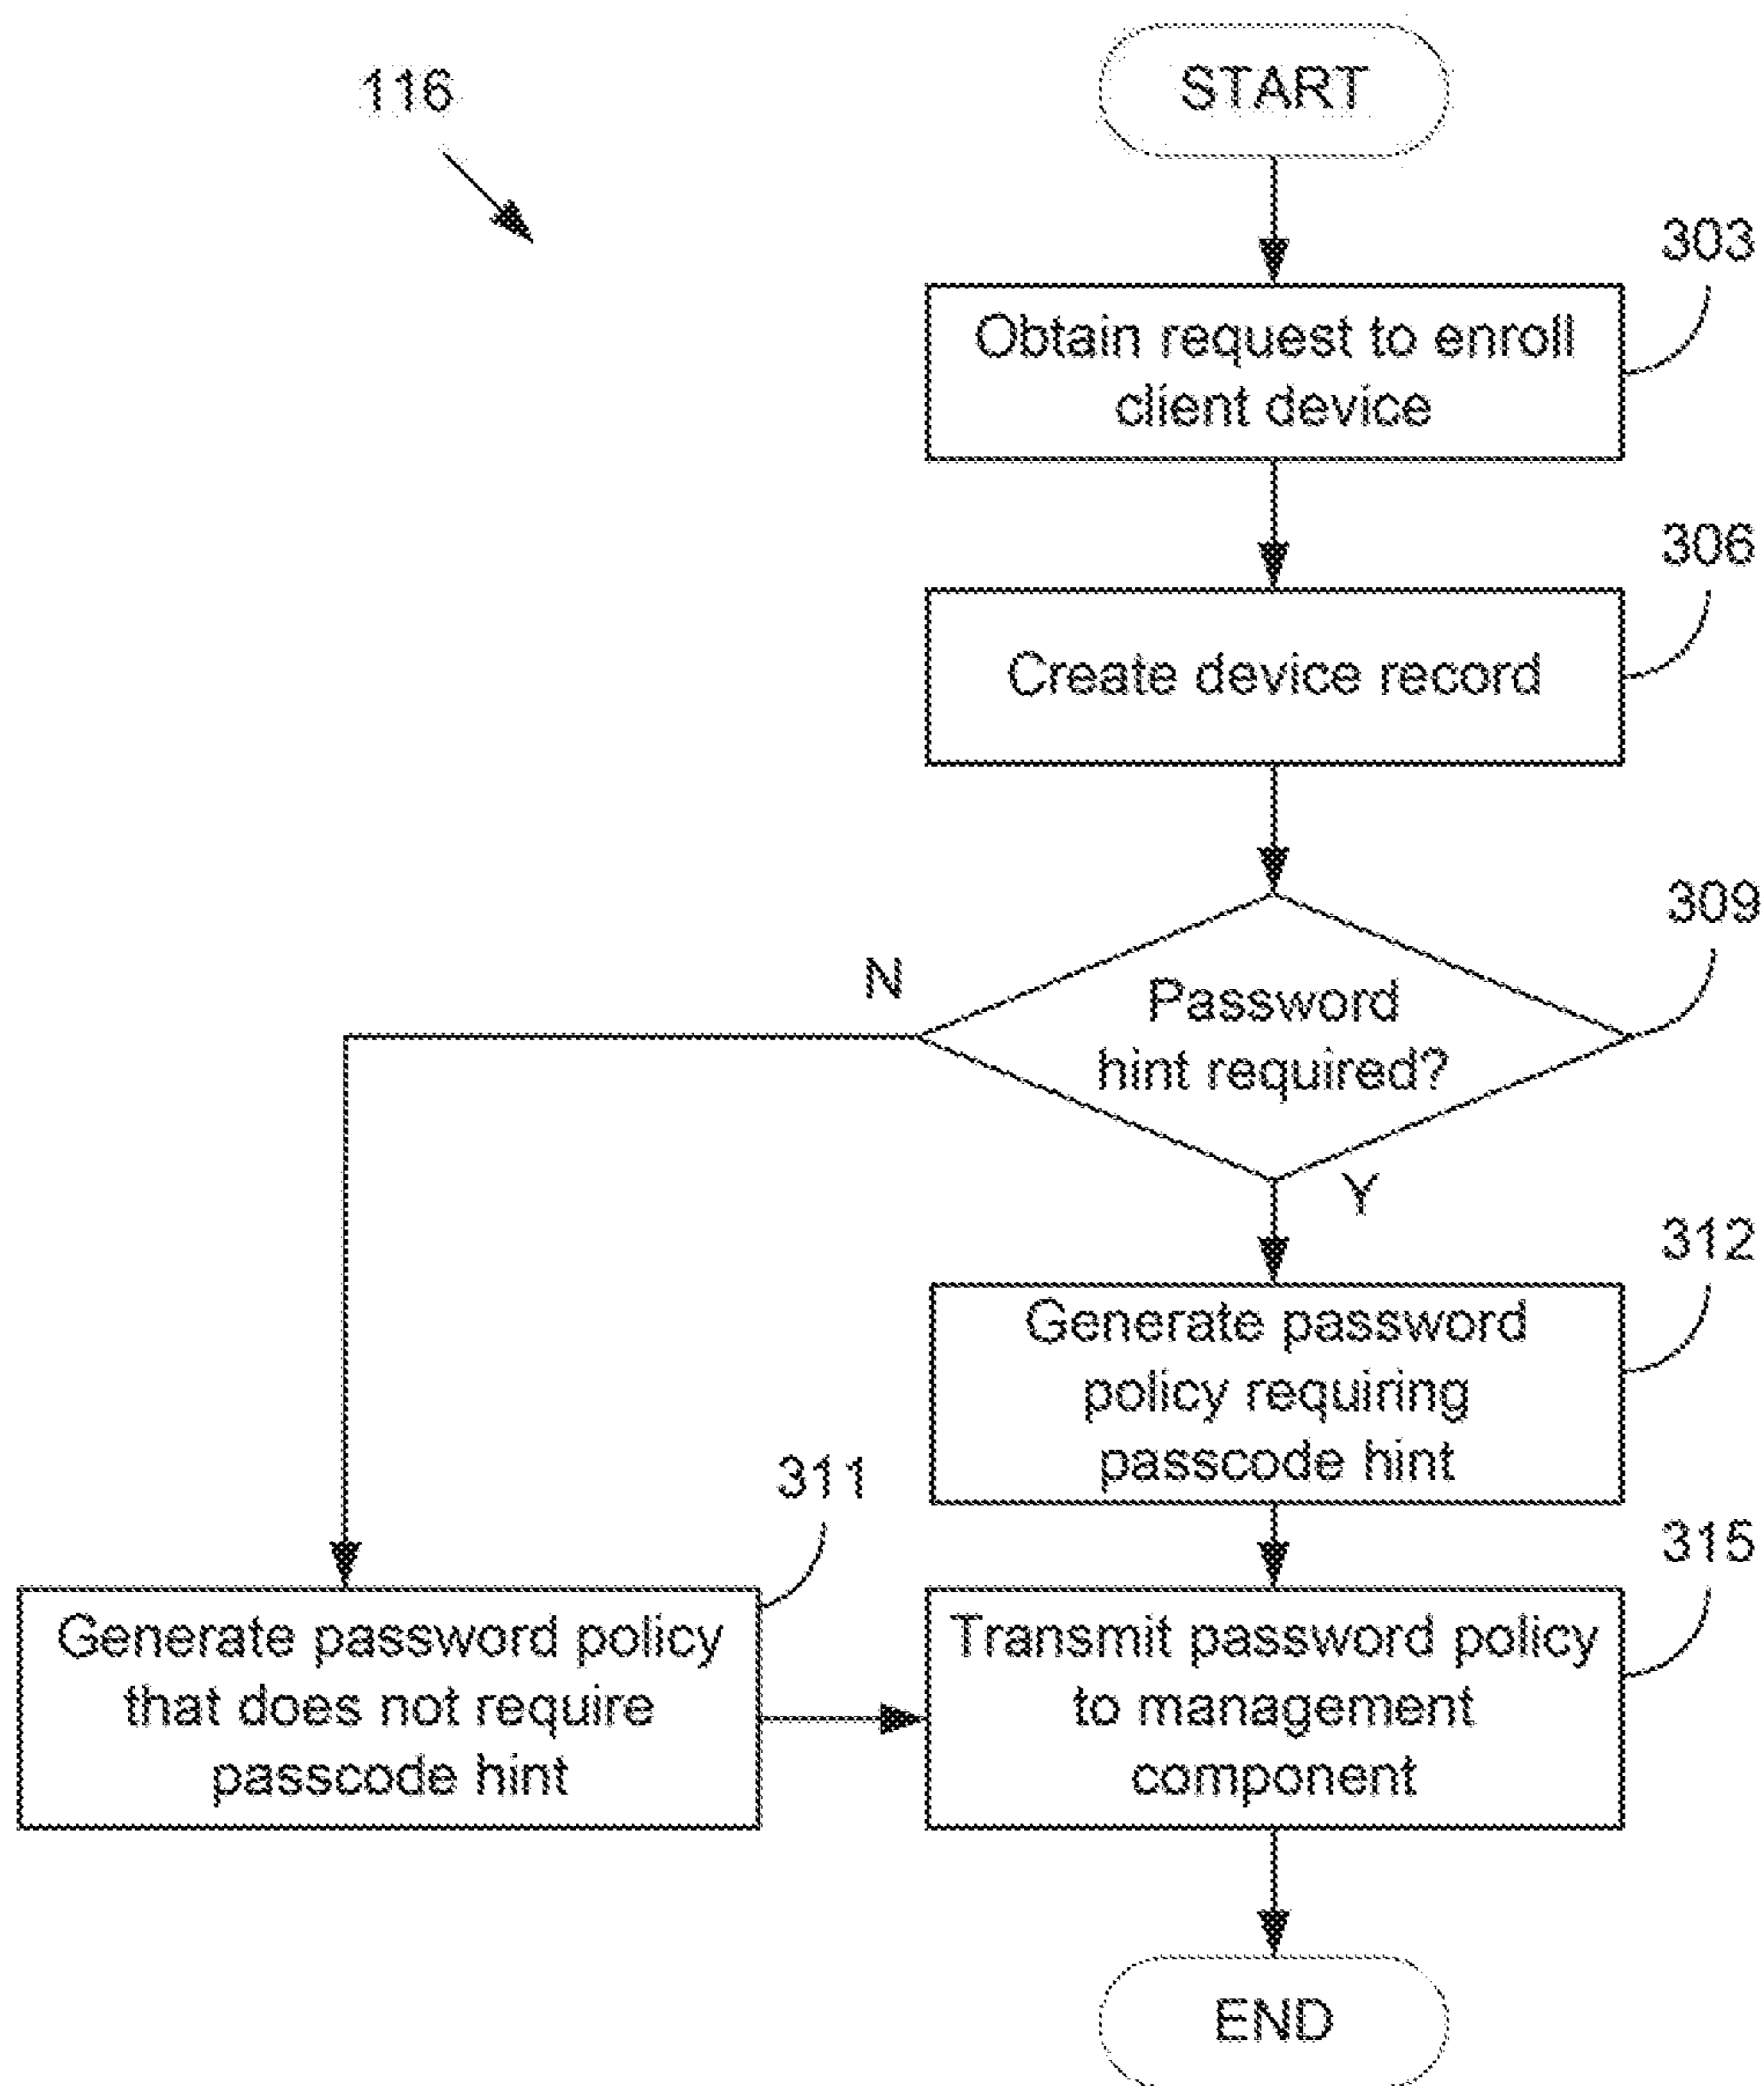 116
START
303
Obtain request to enroll
client device
306
Create device record
309
N
Password
hint required?
Y
312
Generate password
policy requiring
passcode hint
311
315
Generate password policy
that does not require
passcode hint
Transmit password policy
to management
component
END